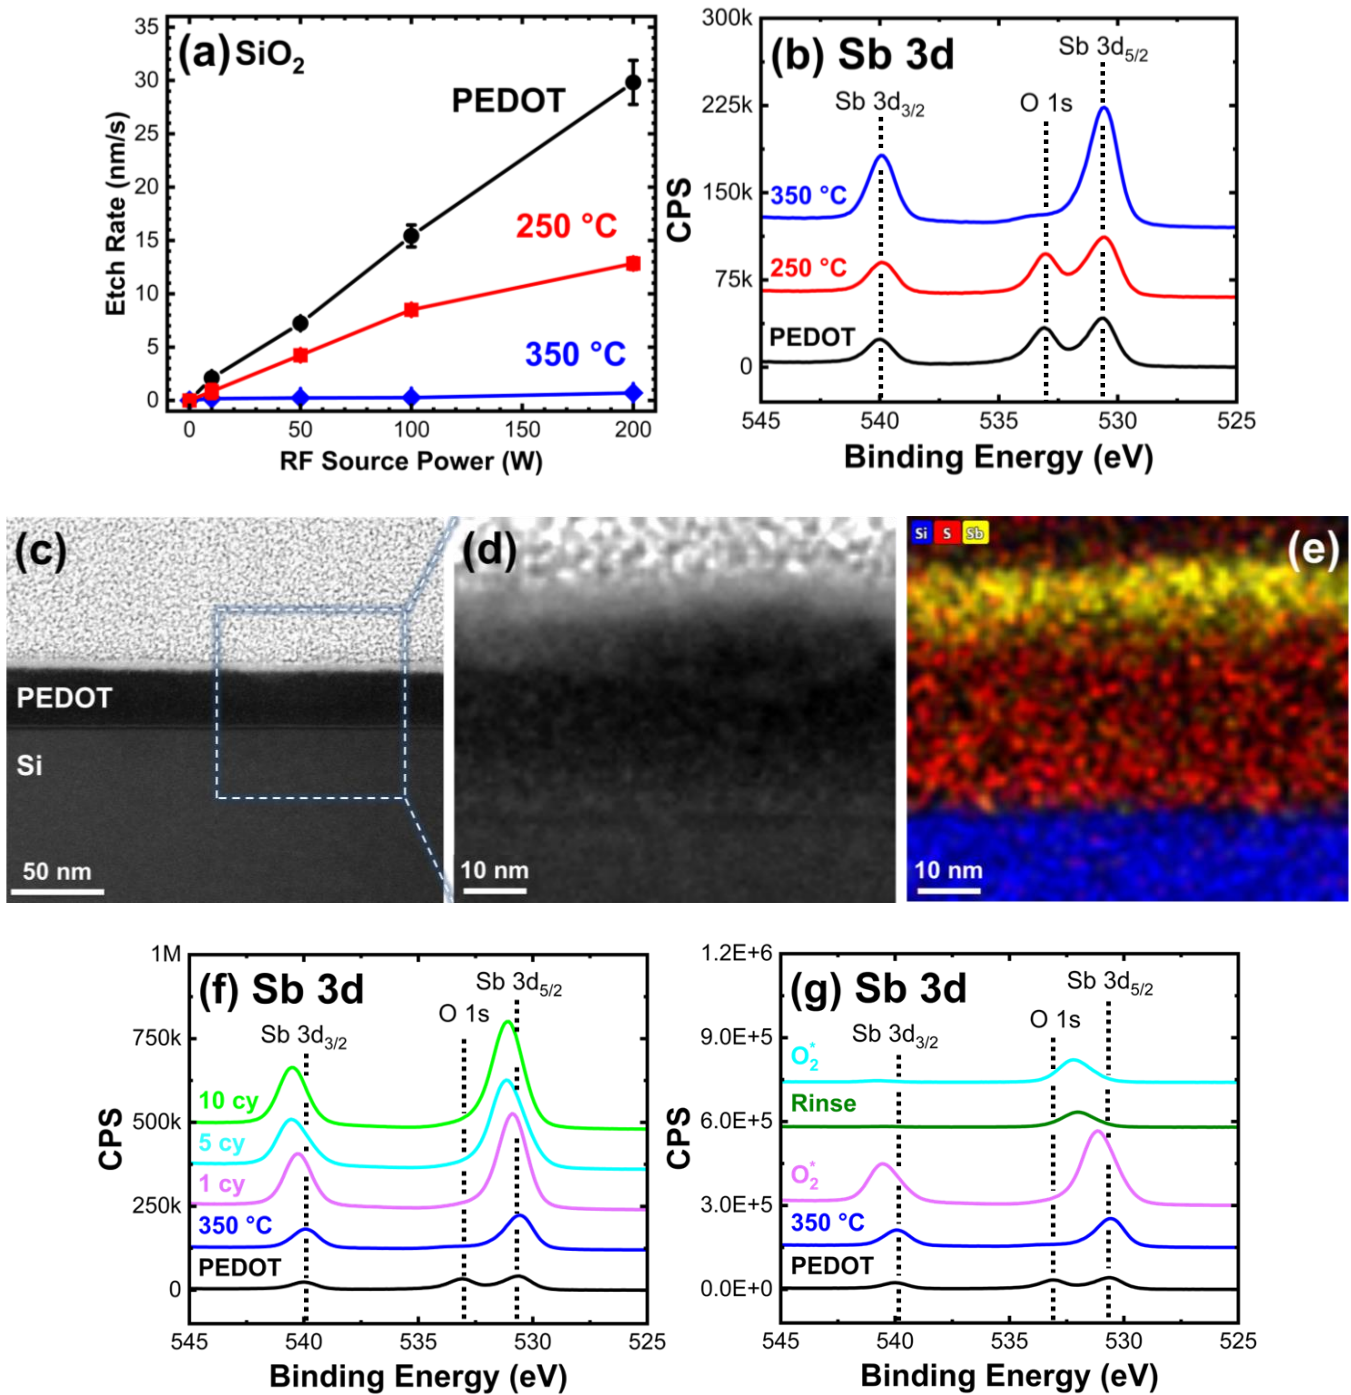 (a) SiO2
PEDOT
250 °C
350 °C
35
30
25
20
15
10
5
0
Etch Rate (nm/s)
0 50 100 150 200
RF Source Power (W)
(b) Sb 3d
Sb 3d5/2
Sb 3d3/2
O 1s
350 °C
250 °C
PEDOT
300k
225k
150k
75k
0
CPS
545 540 535 530 525
Binding Energy (eV)
(c)
PEDOT
Si
50 nm
(d)
10 nm
Si S Sb
(e)
10 nm
(f) Sb 3d
Sb 3d5/2
O 1s
Sb 3d3/2
10 cy
5 cy
1 cy
350 °C
PEDOT
1M
750k
500k
250k
0
CPS
545 540 535 530 525
Binding Energy (eV)
(g) Sb 3d
Sb 3d5/2
O 1s
Sb 3d3/2
O2*
Rinse
O2*
350 °C
PEDOT
1.2E+6
9.0E+5
6.0E+5
3.0E+5
0.0E+0
CPS
545 540 535 530 525
Binding Energy (eV)